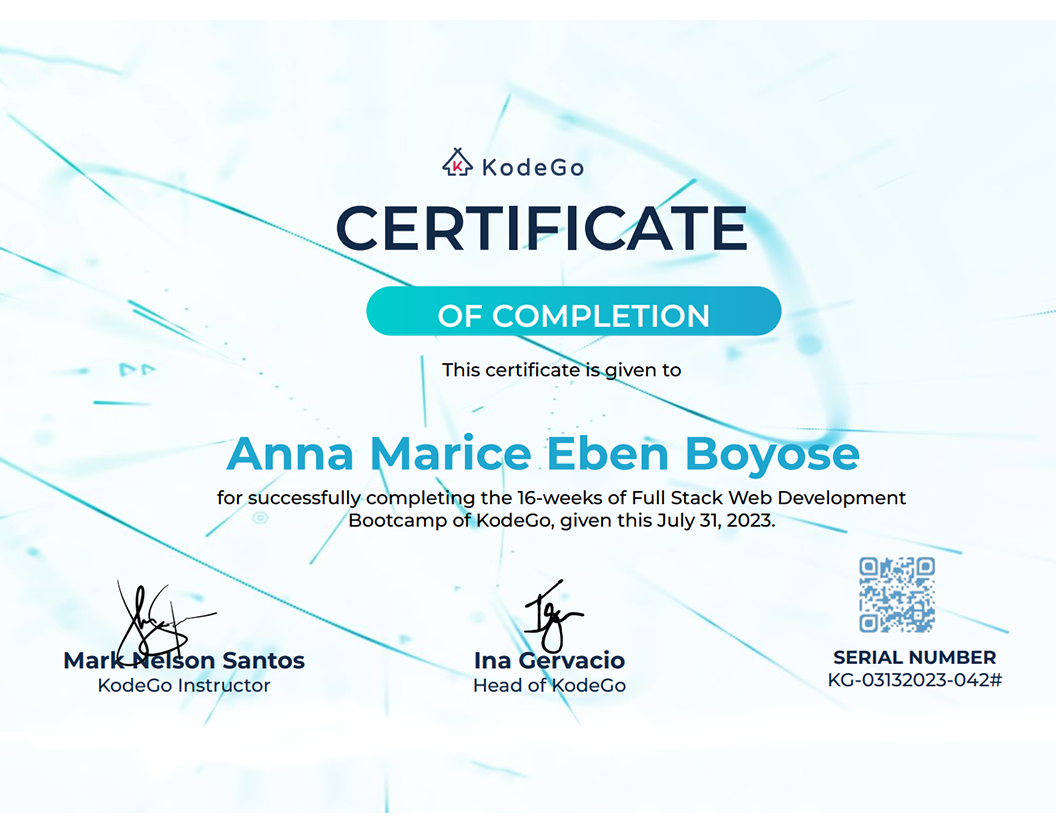 KodeGo
CERTIFICATE
OF COMPLETION
This certificate is given to
Anna Marice Eben Boyose
for successfully completing the 16-weeks of Full Stack Web Development
Bootcamp of KodeGo, given this July 31, 2023.
Mark Nelson Santos
KodeGo Instructor
Ina Gervacio
Head of KodeGo
SERIAL NUMBER
KG-03132023-042#